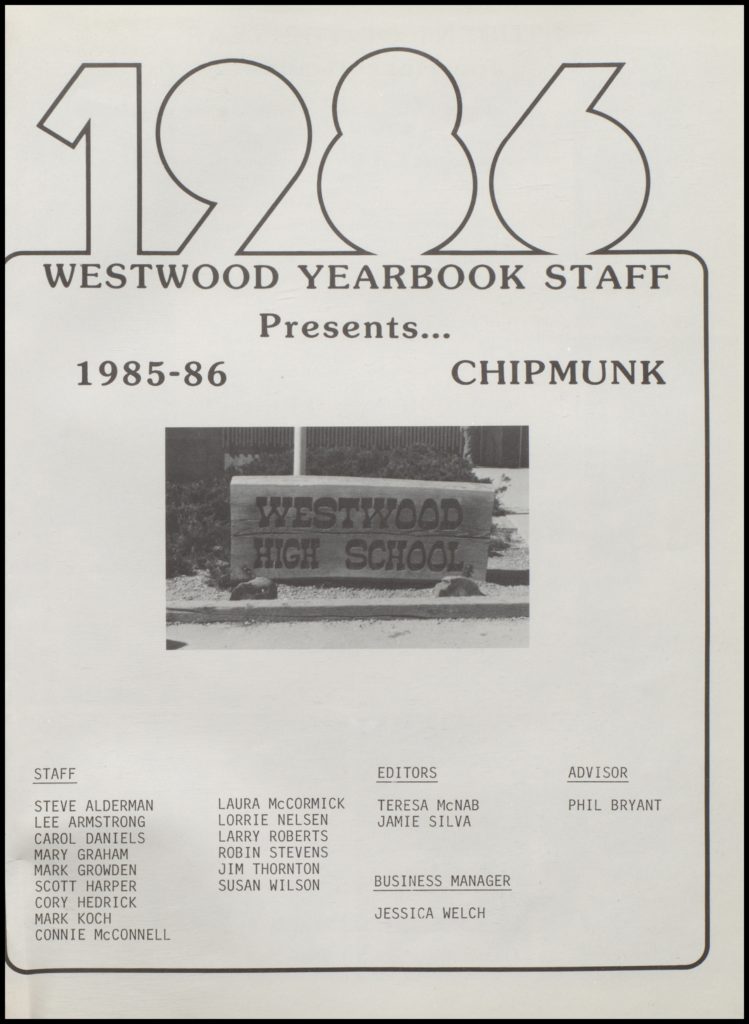 1986
WESTWOOD YEARBOOK STAFF
Presents...
1985-86 CHIPMUNK
WESTWOOD
HIGH SCHOOL
STAFF
STEVE ALDERMAN
LEE ARMSTRONG
CAROL DANIELS
MARY GRAHAM
MARK GROWDEN
SCOTT HARPER
CORY HEDRICK
MARK KOCH
CONNIE McCONNELL
LAURA McCORMICK
LORRIE NELSEN
LARRY ROBERTS
ROBIN STEVENS
JIM THORNTON
SUSAN WILSON
EDITORS
TERESA McNAB
JAMIE SILVA
BUSINESS MANAGER
JESSICA WELCH
ADVISOR
PHIL BRYANT